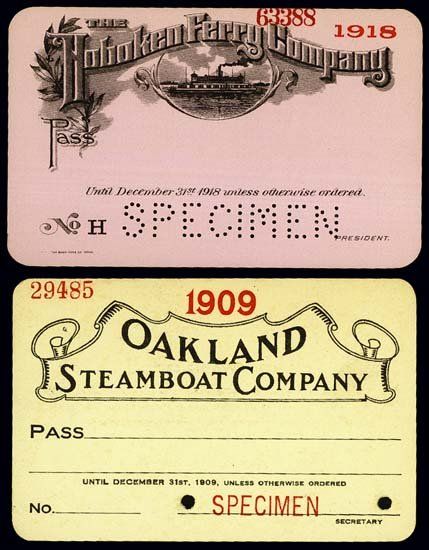 63388
1918
THE
Hoboken Ferry Company
Pass
Until December 31st 1918 unless otherwise ordered.
No H SPECIMEN
PRESIDENT.
29485
1909
OAKLAND
STEAMBOAT COMPANY
PASS
UNTIL DECEMBER 31ST, 1909, UNLESS OTHERWISE ORDERED
No. SPECIMEN
SECRETARY